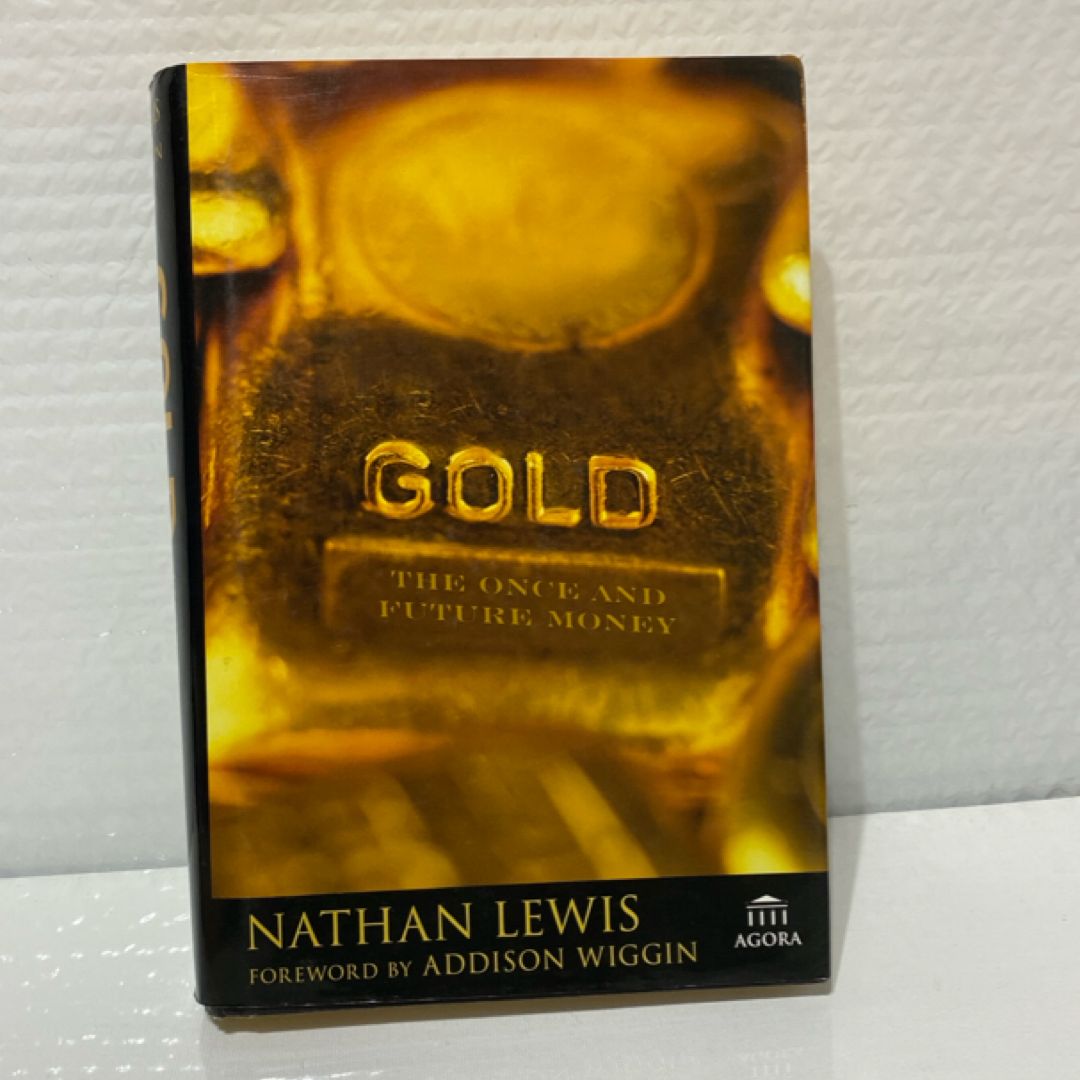 GOLD
THE ONCE AND
FUTURE MONEY
NATHAN LEWIS
FOREWORD BY ADDISON WIGGIN
AGORA